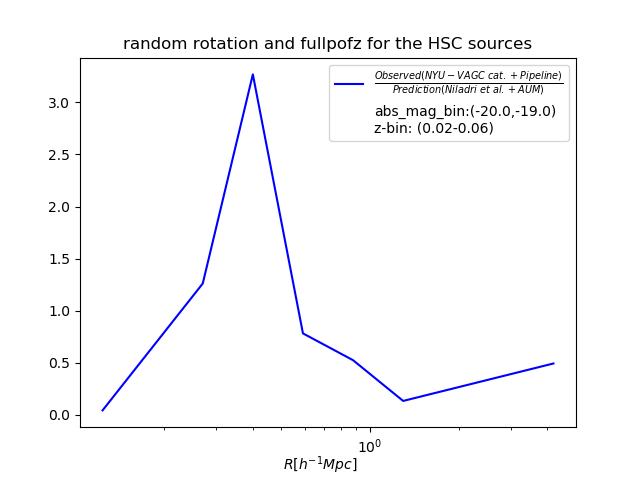 random rotation and fullpofz for the HSC sources
Observed(NYU−VAGC cat.+Pipeline)
Prediction(Niladri et al.+AUM)
abs_mag_bin:(-20.0,-19.0)
z-bin: (0.02-0.06)
3.0
2.5
2.0
1.5
1.0
0.5
0.0
10⁰
R[h⁻¹Mpc]